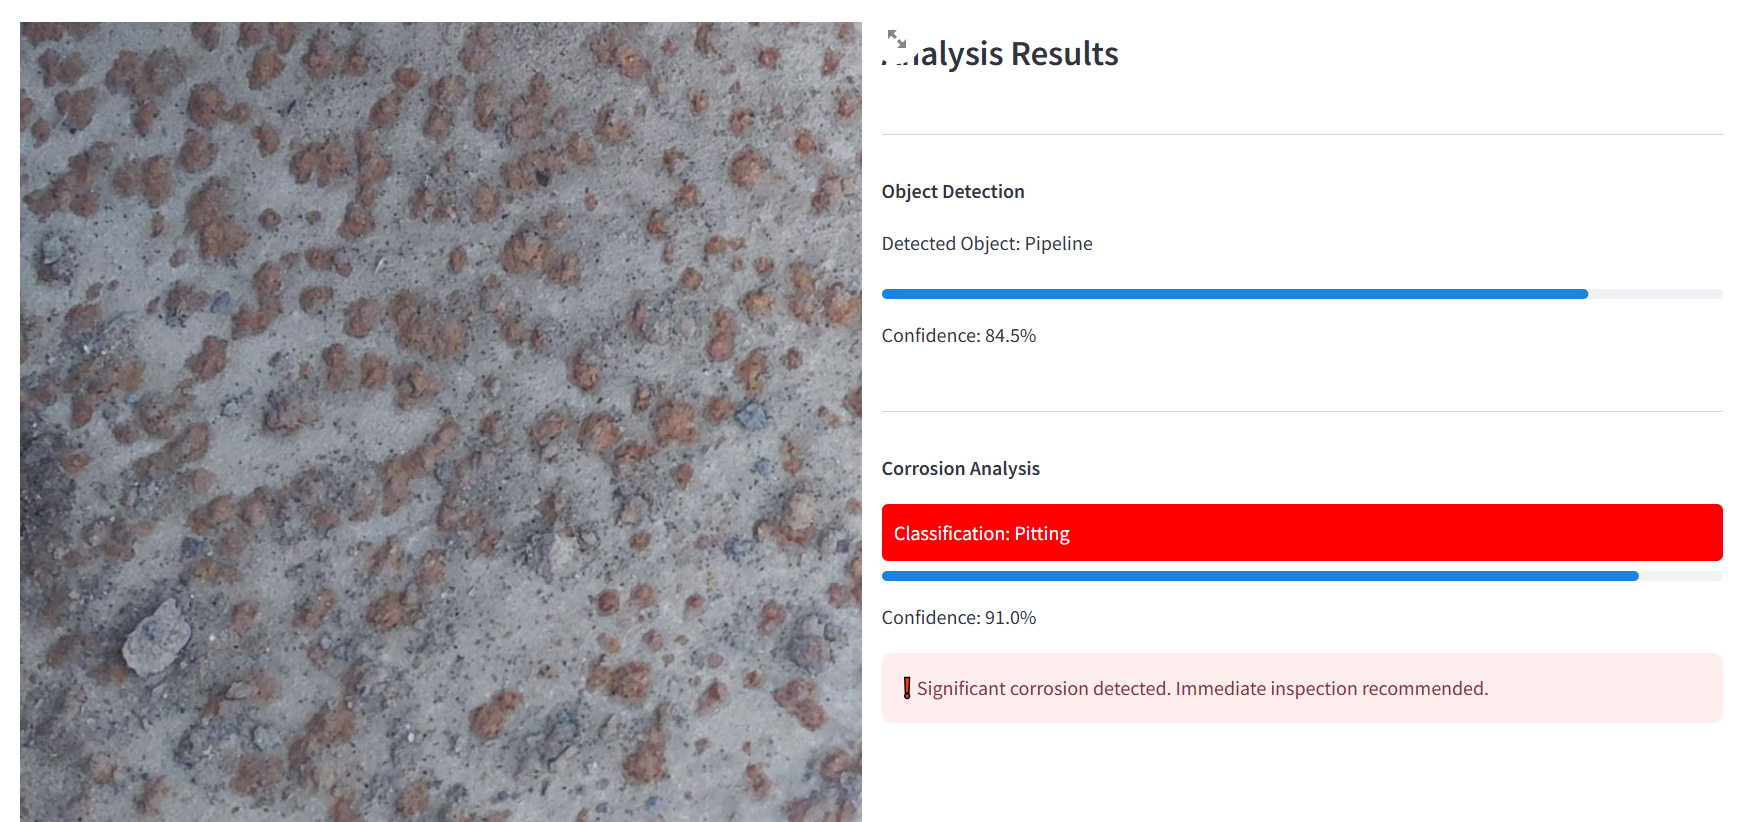 alysis Results
Object Detection
Detected Object: Pipeline
Confidence: 84.5%
Corrosion Analysis
Classification: Pitting
Confidence: 91.0%
❗Significant corrosion detected. Immediate inspection recommended.